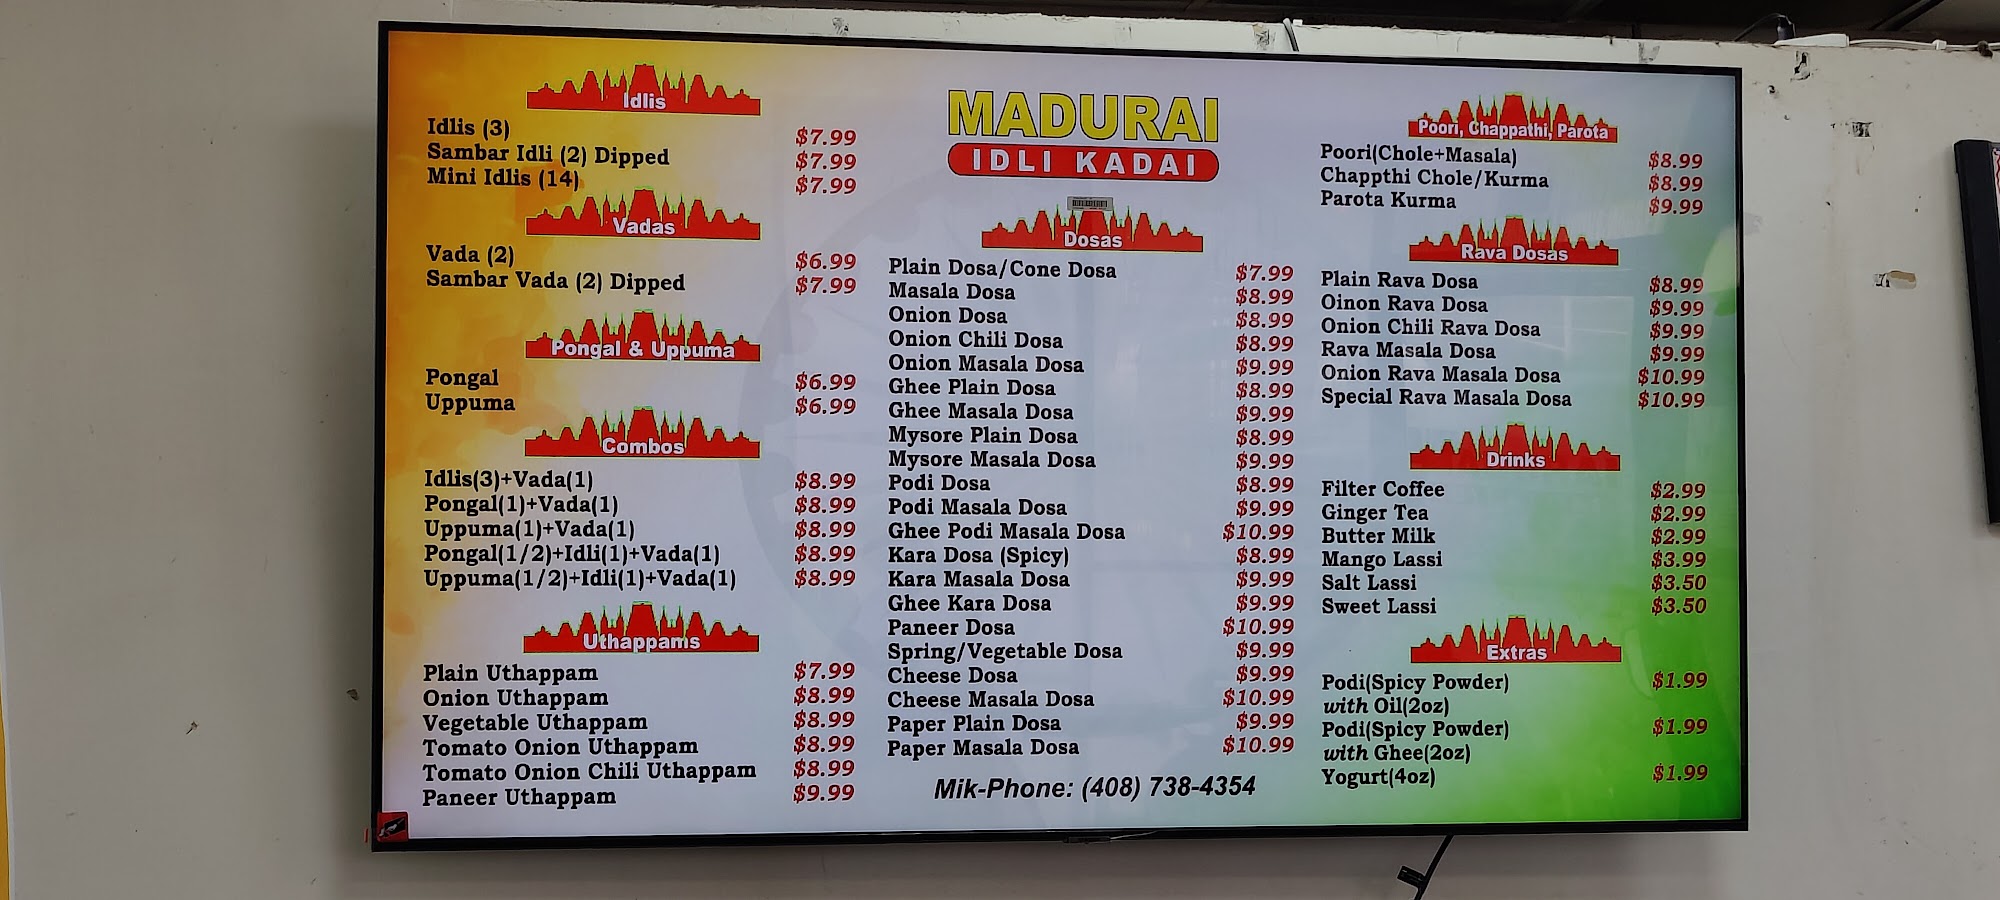 Idlis
Idlis (3) $7.99
Sambar Idli (2) Dipped $7.99
Mini Idlis (14) $7.99
Vadas
Vada (2) $6.99
Sambar Vada (2) Dipped $7.99
Pongal & Uppuma
Pongal $6.99
Uppuma $6.99
Combos
Idlis(3)+Vada(1) $8.99
Pongal(1)+Vada(1) $8.99
Uppuma(1)+Vada(1) $8.99
Pongal(1/2)+Idli(1)+Vada(1) $8.99
Uppuma(1/2)+Idli(1)+Vada(1) $8.99
Uthappams
Plain Uthappam $7.99
Onion Uthappam $8.99
Vegetable Uthappam $8.99
Tomato Onion Uthappam $8.99
Tomato Onion Chili Uthappam $8.99
Paneer Uthappam $9.99
MADURAI
IDLI KADAI
Dosas
Plain Dosa/Cone Dosa $7.99
Masala Dosa $8.99
Onion Dosa $8.99
Onion Chili Dosa $8.99
Onion Masala Dosa $9.99
Ghee Plain Dosa $8.99
Ghee Masala Dosa $9.99
Mysore Plain Dosa $8.99
Mysore Masala Dosa $9.99
Podi Dosa $8.99
Podi Masala Dosa $9.99
Ghee Podi Masala Dosa $10.99
Kara Dosa (Spicy) $8.99
Kara Masala Dosa $9.99
Ghee Kara Dosa $9.99
Paneer Dosa $10.99
Spring/Vegetable Dosa $9.99
Cheese Dosa $9.99
Cheese Masala Dosa $10.99
Paper Plain Dosa $9.99
Paper Masala Dosa $10.99
Mik-Phone: (408) 738-4354
Poori, Chappathi, Parota
Poori(Chole+Masala) $8.99
Chappthi Chole/Kurma $8.99
Parota Kurma $9.99
Rava Dosas
Plain Rava Dosa $8.99
Oinon Rava Dosa $9.99
Onion Chili Rava Dosa $9.99
Rava Masala Dosa $9.99
Onion Rava Masala Dosa $10.99
Special Rava Masala Dosa $10.99
Drinks
Filter Coffee $2.99
Ginger Tea $2.99
Butter Milk $2.99
Mango Lassi $3.99
Salt Lassi $3.50
Sweet Lassi $3.50
Extras
Podi(Spicy Powder) $1.99
with Oil(2oz)
Podi(Spicy Powder) $1.99
with Ghee(2oz)
Yogurt(4oz) $1.99